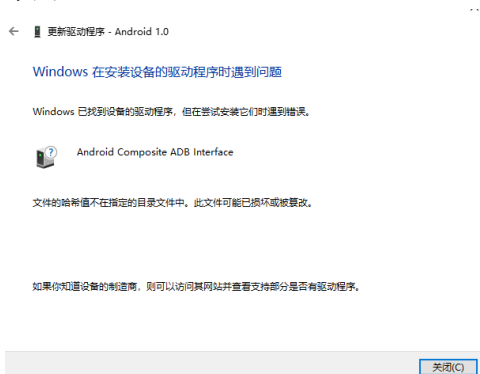 更新驱动程序 - Android 1.0
Windows 在安装设备的驱动程序时遇到问题
Windows 已找到设备的驱动程序，但在尝试安装它们时遇到错误。
Android Composite ADB Interface
文件的哈希值不在指定的目录文件中。此文件可能已损坏或被篡改。
如果你知道设备的制造商，则可以访问其网站并查看支持部分是否有驱动程序。
关闭(C)